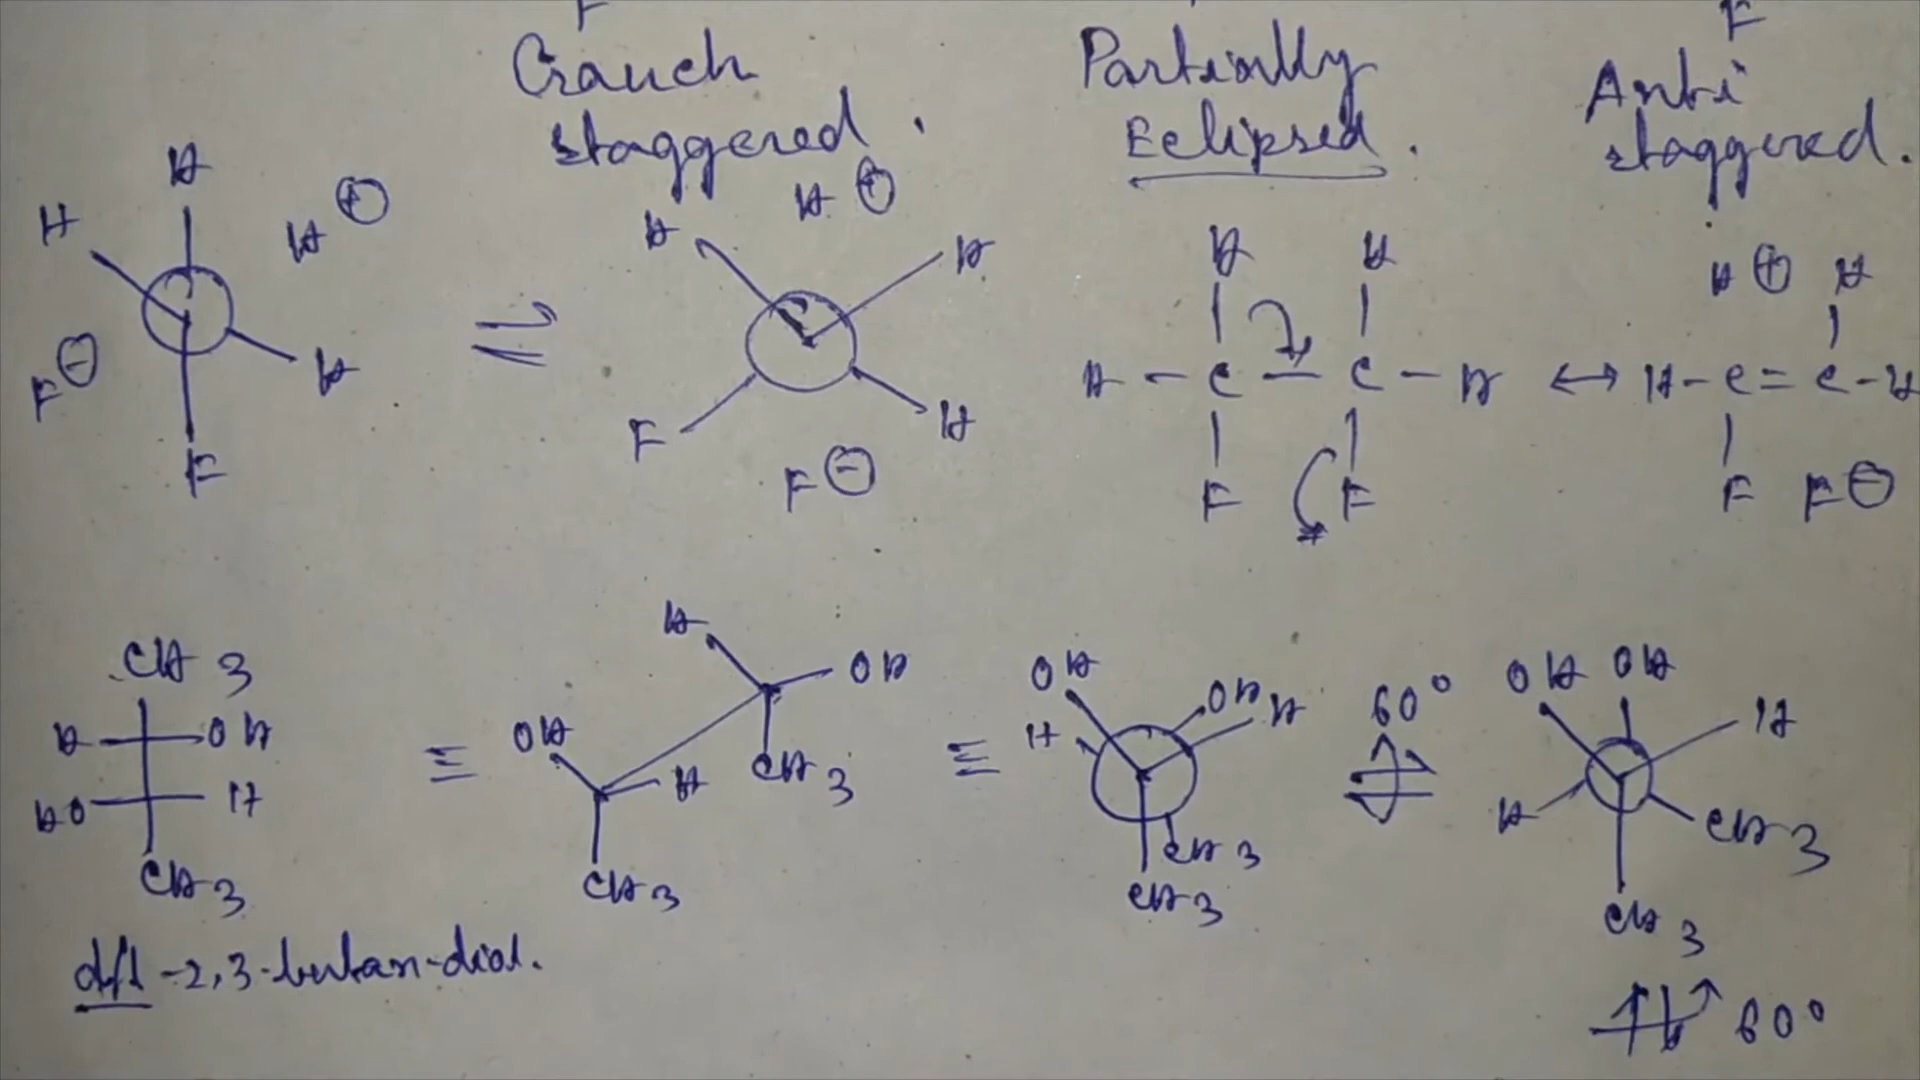 F
F
Crauch
staggered.
Partially
Eclipsed.
Anti
staggered.
H
H
H ⊕
F ⊖
H
F
⇌
H
H ⊕
H
F
H
F ⊖
H H
H - C - C - H
F F
↔
H ⊕ H
H - C = C - H
F F ⊖
CH3
H OH
HO H
CH3
≡
H
OH
OH
H
CH3
CH3
≡
OH
OH
H
H
CH3
CH3
60°
⇌
OH OH
H
H
CH3
CH3
-2,3-butan-diol.
60°